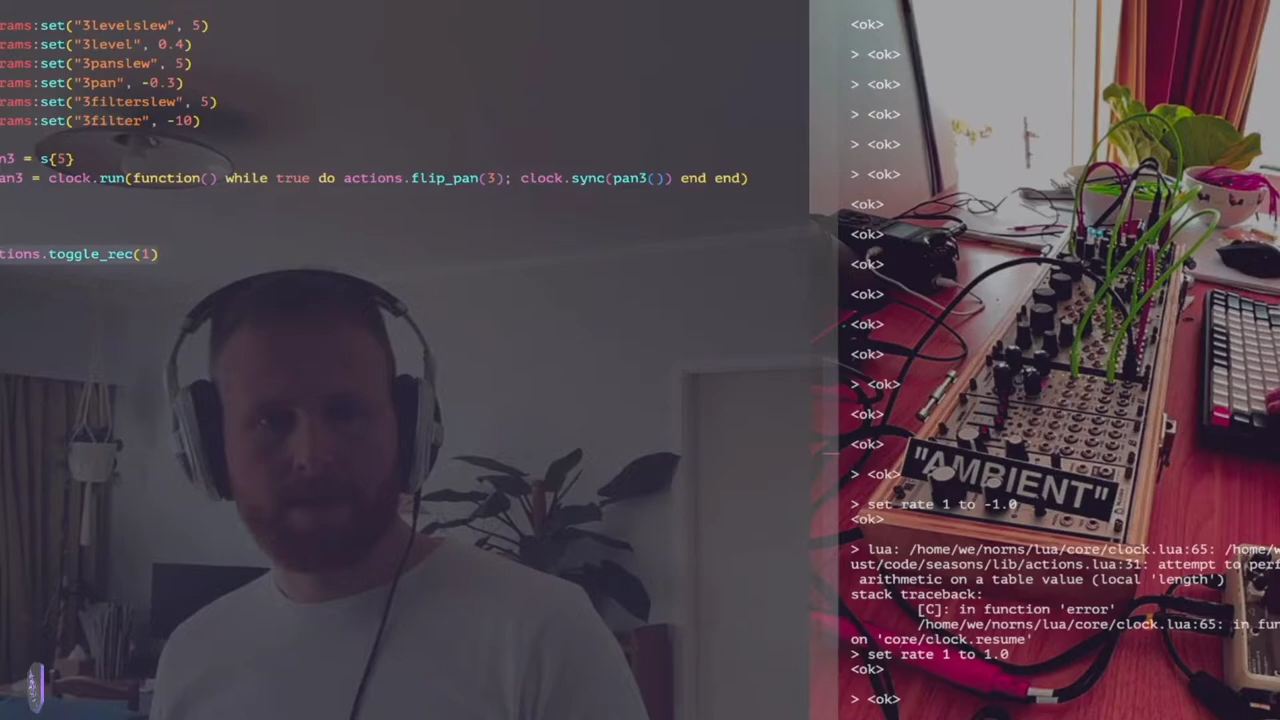 rams:set("3levelslew", 5)
rams:set("3level", 0.4)
rams:set("3panslew", 5)
rams:set("3pan", -0.3)
rams:set("3filterslew", 5)
rams:set("3filter", -10)
n3 = s{5}
an3 = clock.run(function() while true do actions.flip_pan(3); clock.sync(pan3()) end end)
tions.toggle_rec(1)
<ok>
> <ok>
> <ok>
> <ok>
> <ok>
> <ok>
<ok>
<ok>
<ok>
<ok>
<ok>
<ok>
> <ok>
<ok>
<ok>
> <ok>
> set rate 1 to -1.0
<ok>
> lua: /home/we/norns/lua/core/clock.lua:65: /home/w
ust/code/seasons/lib/actions.lua:31: attempt to perf
arithmetic on a table value (local 'length')
stack traceback:
[C]: in function 'error'
/home/we/norns/lua/core/clock.lua:65: in fun
on 'core/clock.resume'
> set rate 1 to 1.0
<ok>
> <ok>
"AMBIENT"